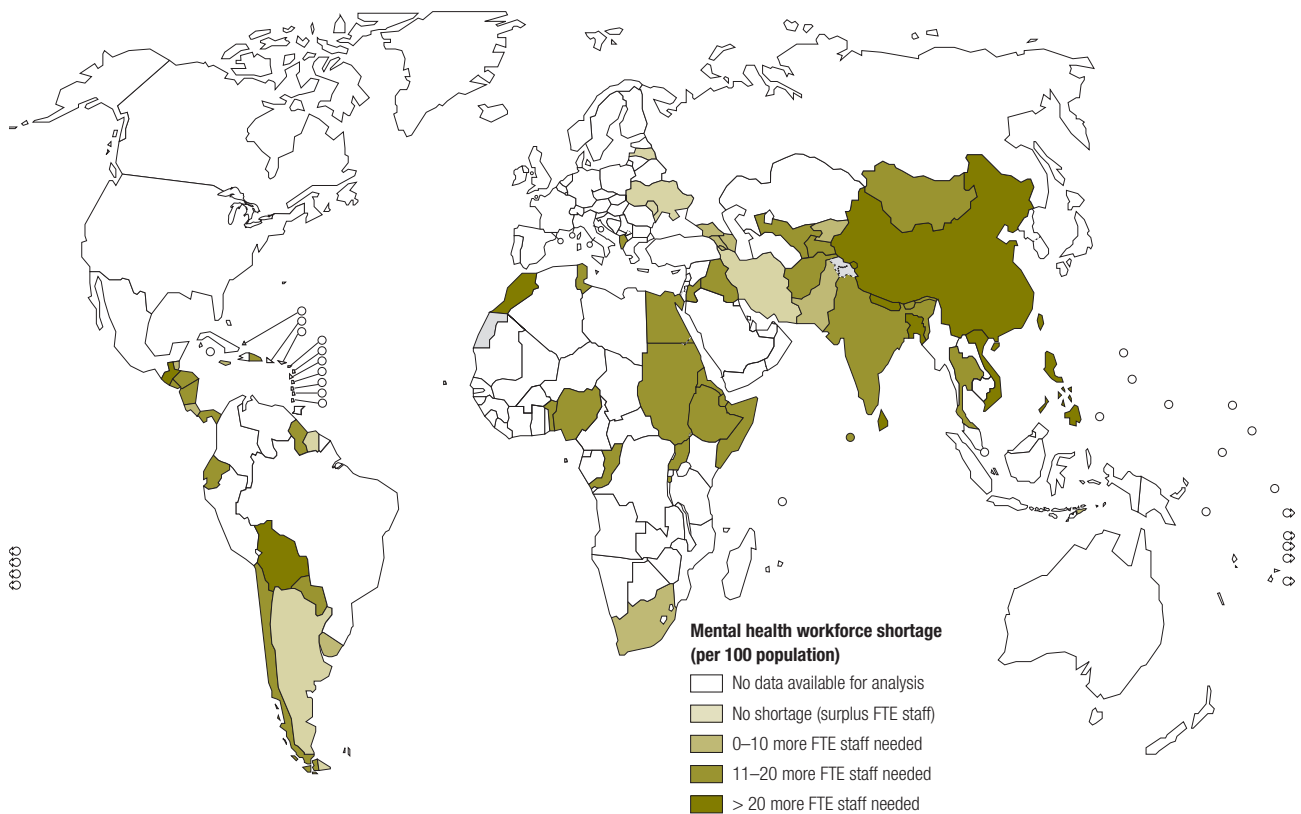 Mental health workforce shortage
(per 100 population)
No data available for analysis
No shortage (surplus FTE staff)
0–10 more FTE staff needed
11–20 more FTE staff needed
> 20 more FTE staff needed